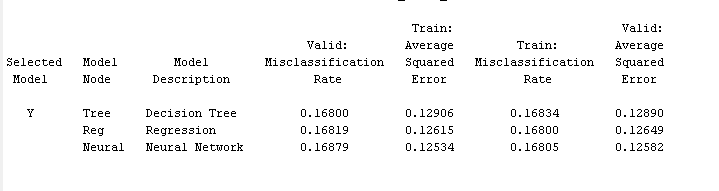 Train: Valid:
Valid: Average Train: Average
Selected Model Model Misclassification Squared Misclassification Squared
Model Node Description Rate Error Rate Error
Y Tree Decision Tree 0.16800 0.12906 0.16834 0.12890
Reg Regression 0.16819 0.12615 0.16800 0.12649
Neural Neural Network 0.16879 0.12534 0.16805 0.12582